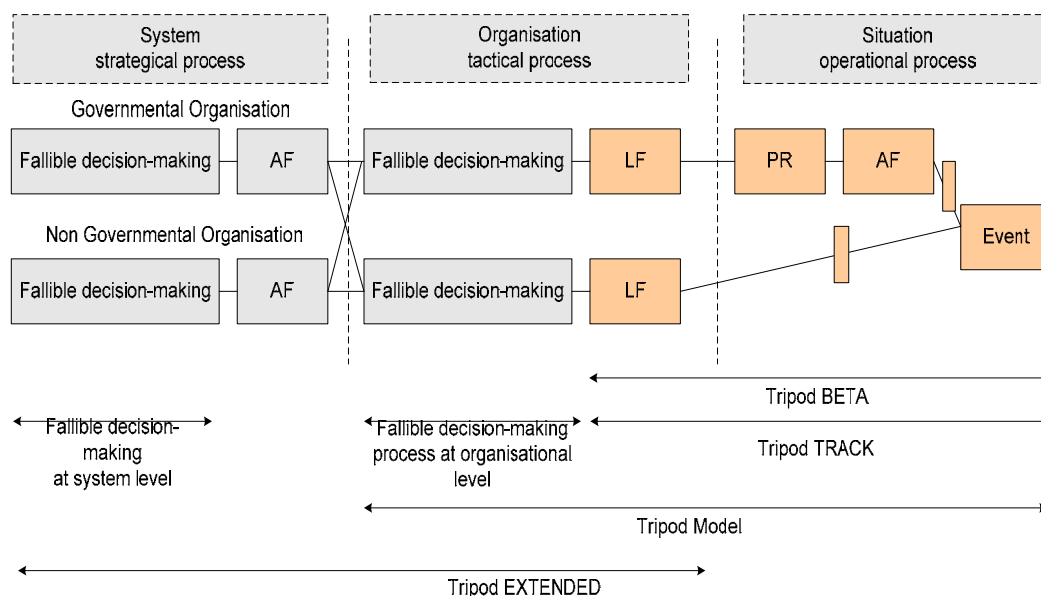 System
strategical process
Organisation
tactical process
Situation
operational process
Governmental Organisation
Fallible decision-making
AF
Fallible decision-making
LF
PR
AF
Non Governmental Organisation
Event
Fallible decision-making
AF
Fallible decision-making
LF
Tripod BETA
Fallible decision-
making
at system level
Fallible decision-making
process at organisational
level
Tripod TRACK
Tripod Model
Tripod EXTENDED